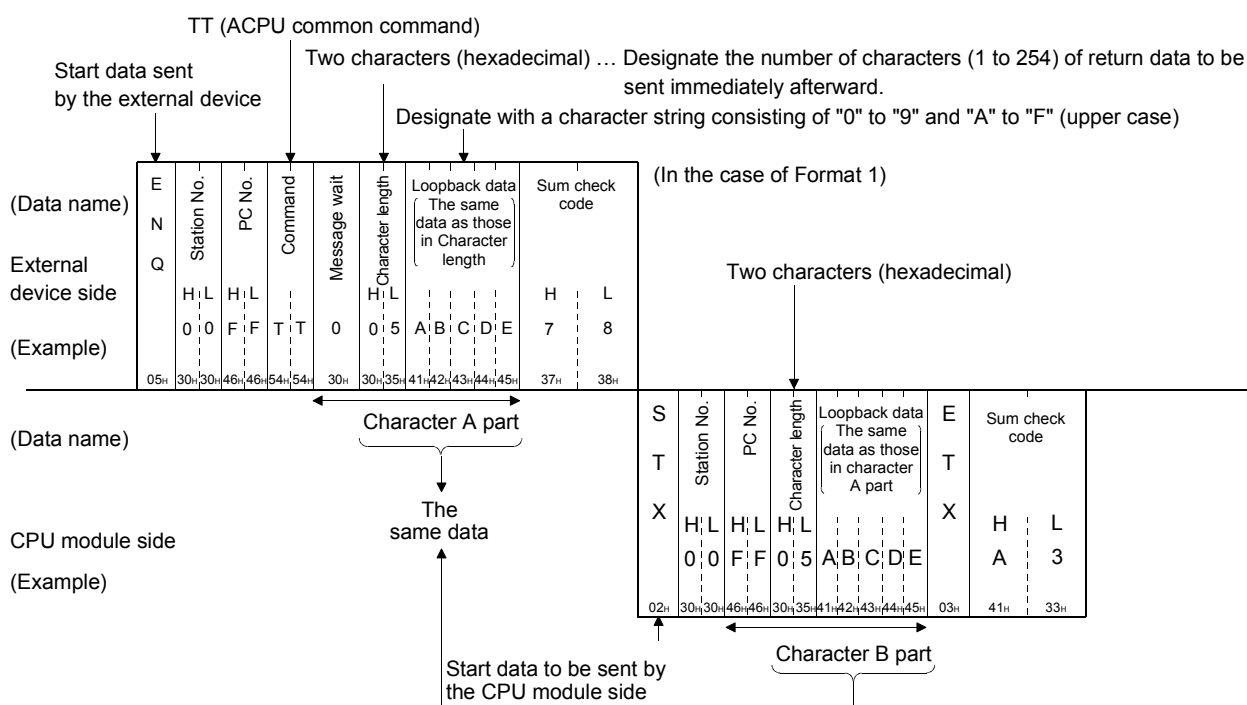 TT (ACPU common command)
Two characters (hexadecimal) … Designate the number of characters (1 to 254) of return data to be
sent immediately afterward.
Start data sent
by the external device
Designate with a character string consisting of "0" to "9" and "A" to "F" (upper case)
(In the case of Format 1)
(Data name)
External
device side
(Example)
E
N
Q
05H
Station No.
H L
0 0
30H 30H
PC No.
H L
F F
46H 46H
Command
T T
54H 54H
Message wait
0
30H
Character length
H L
0 5
30H 35H
Loopback data
The same
data as those
in Character
length
A B C D E
41H 42H 43H 44H 45H
Sum check
code
H L
7 8
37H 38H
Two characters (hexadecimal)
Character A part
The
same data
(Data name)
CPU module side
(Example)
S
T
X
02H
Station No.
H L
0 0
30H 30H
PC No.
H L
F F
46H 46H
Character length
H L
0 5
30H 35H
Loopback data
The same
data as those
in character
A part
A B C D E
41H 42H 43H 44H 45H
E
T
X
03H
Sum check
code
H L
A 3
41H 33H
Character B part
Start data to be sent by
the CPU module side